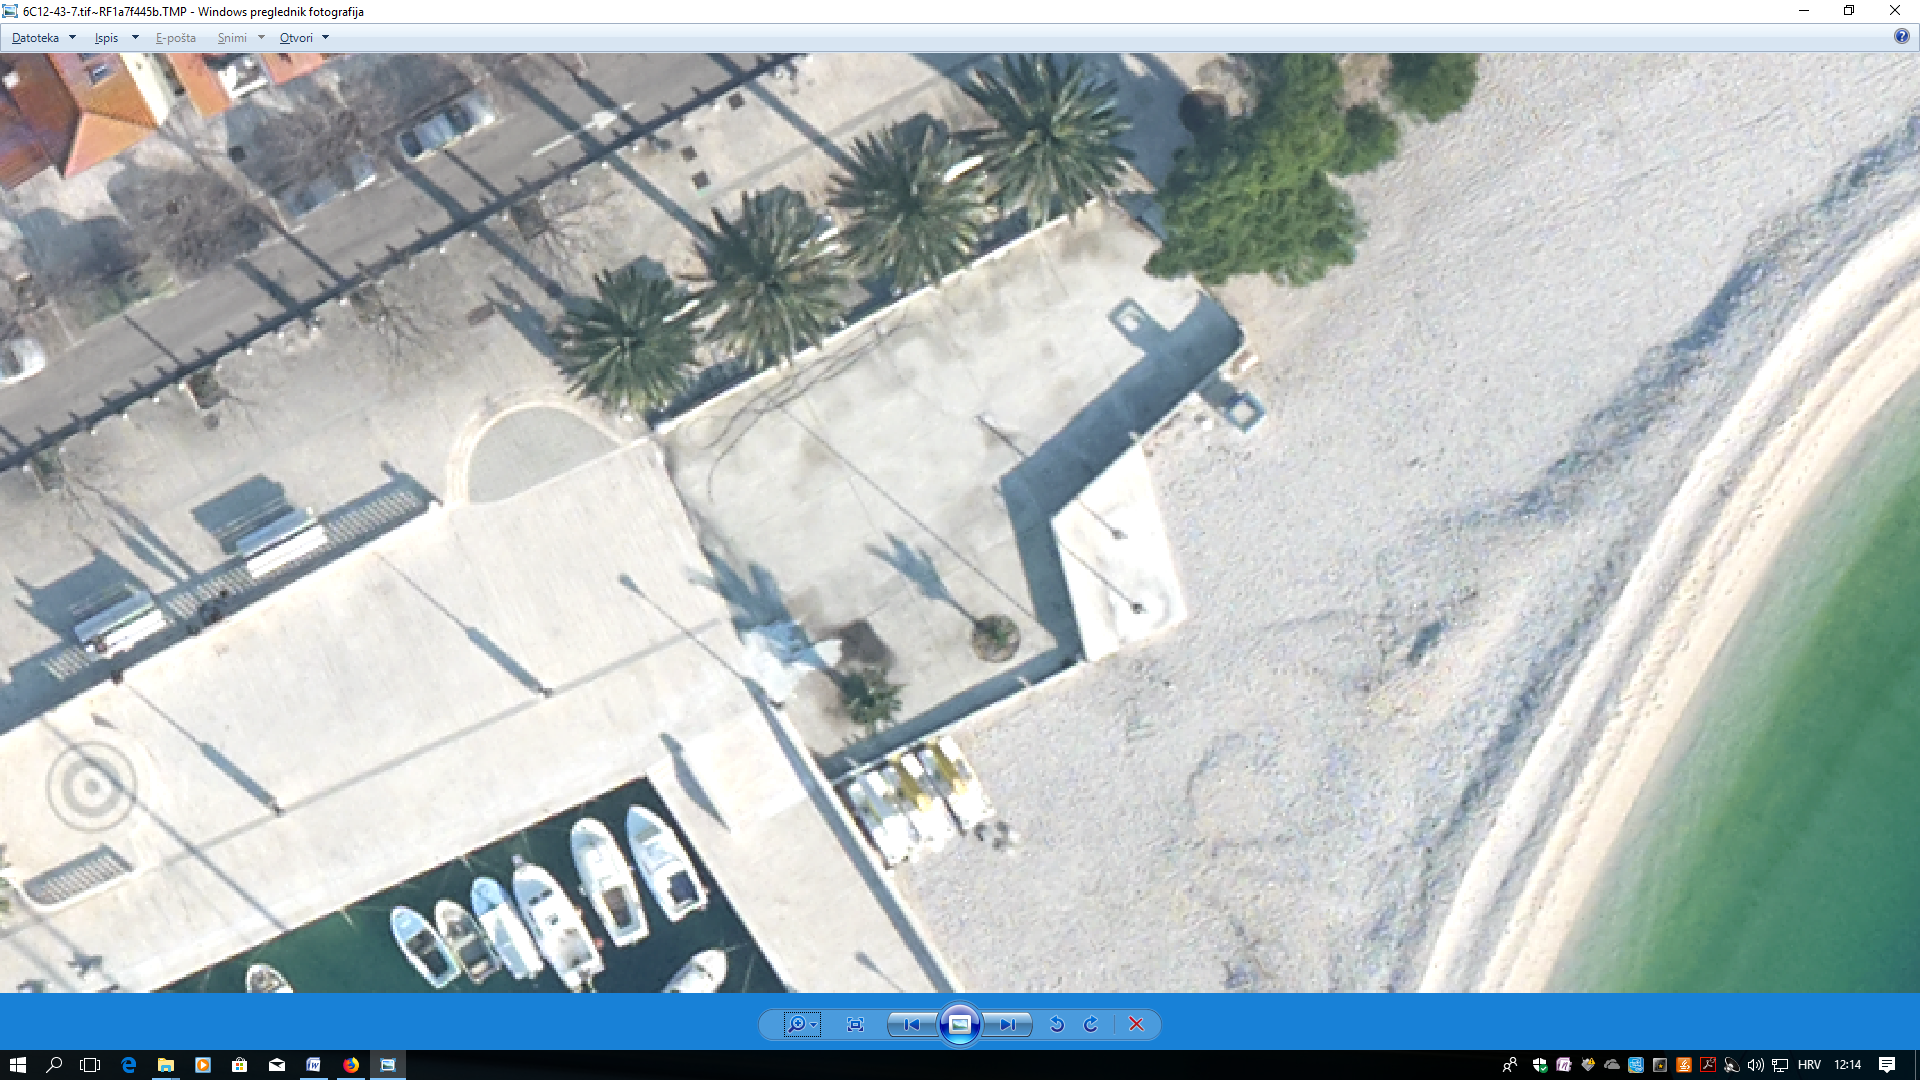 6C12-43-7.tif~RF1a7f445b.TMP - Windows preglednik fotografija
Datoteka Ispis E-pošta Snimi Otvori
HRV 12:14